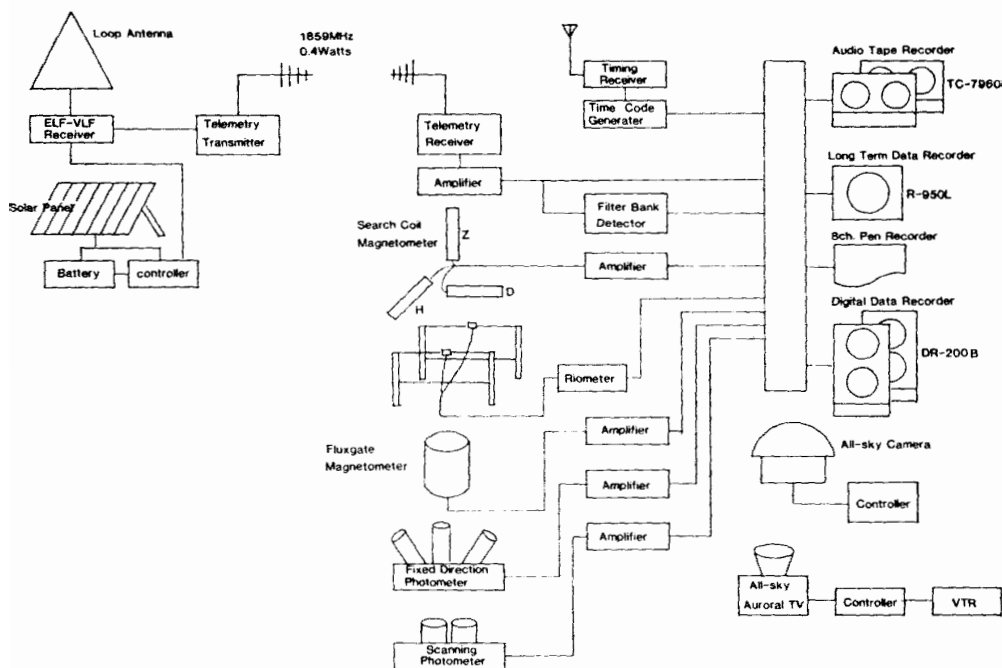 Loop Antenna
1859MHz
0.4Watts
ELF-VLF
Receiver
Telemetry
Transmitter
Solar Panel
Battery
controller
Telemetry
Receiver
Amplifier
Timing
Receiver
Time Code
Generater
Filter Bank
Detector
Search Coil
Magnetometer
Z
D
H
Amplifier
Riometer
Fluxgate
Magnetometer
Amplifier
Amplifier
Amplifier
Fixed Direction
Photometer
Scanning
Photometer
Audio Tape Recorder
TC-7960
Long Term Data Recorder
R-950L
8ch. Pen Recorder
Digital Data Recorder
DR-200B
All-sky Camera
Controller
All-sky
Auroral TV
Controller
VTR